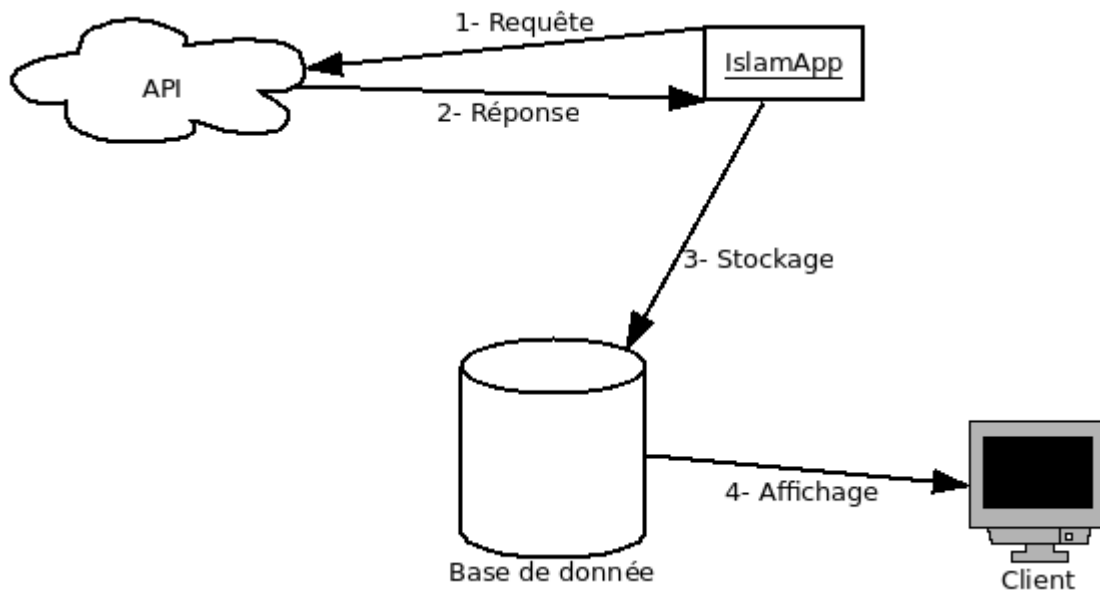 1- Requête
IslamApp
API
2- Réponse
3- Stockage
4- Affichage
Base de donnée
Client